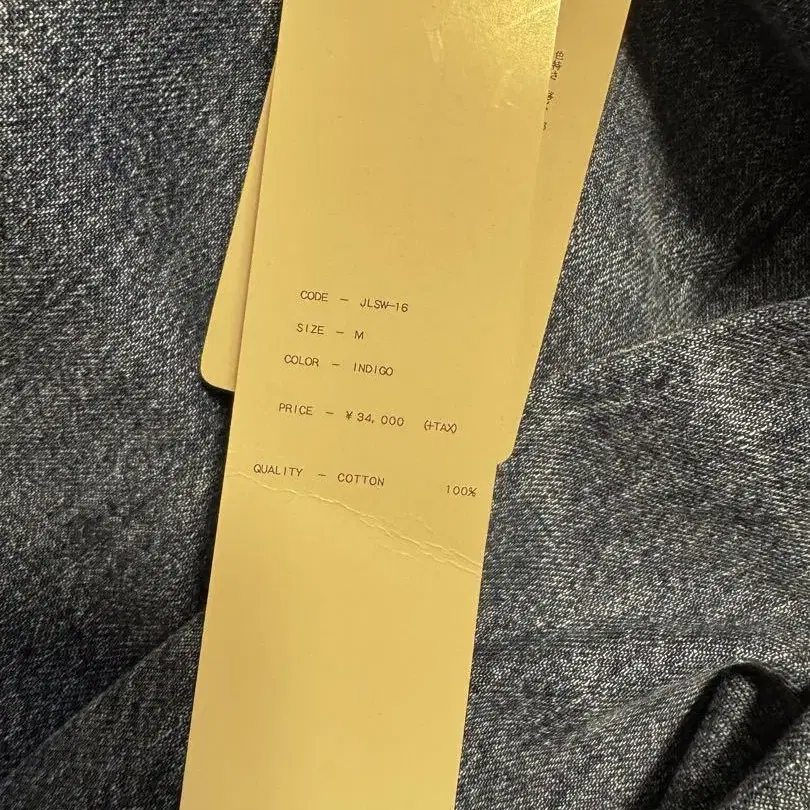 CODE - JLSW-16
SIZE - M
COLOR - INDIGO
PRICE - ¥34,000 (+TAX)
QUALITY - COTTON 100%